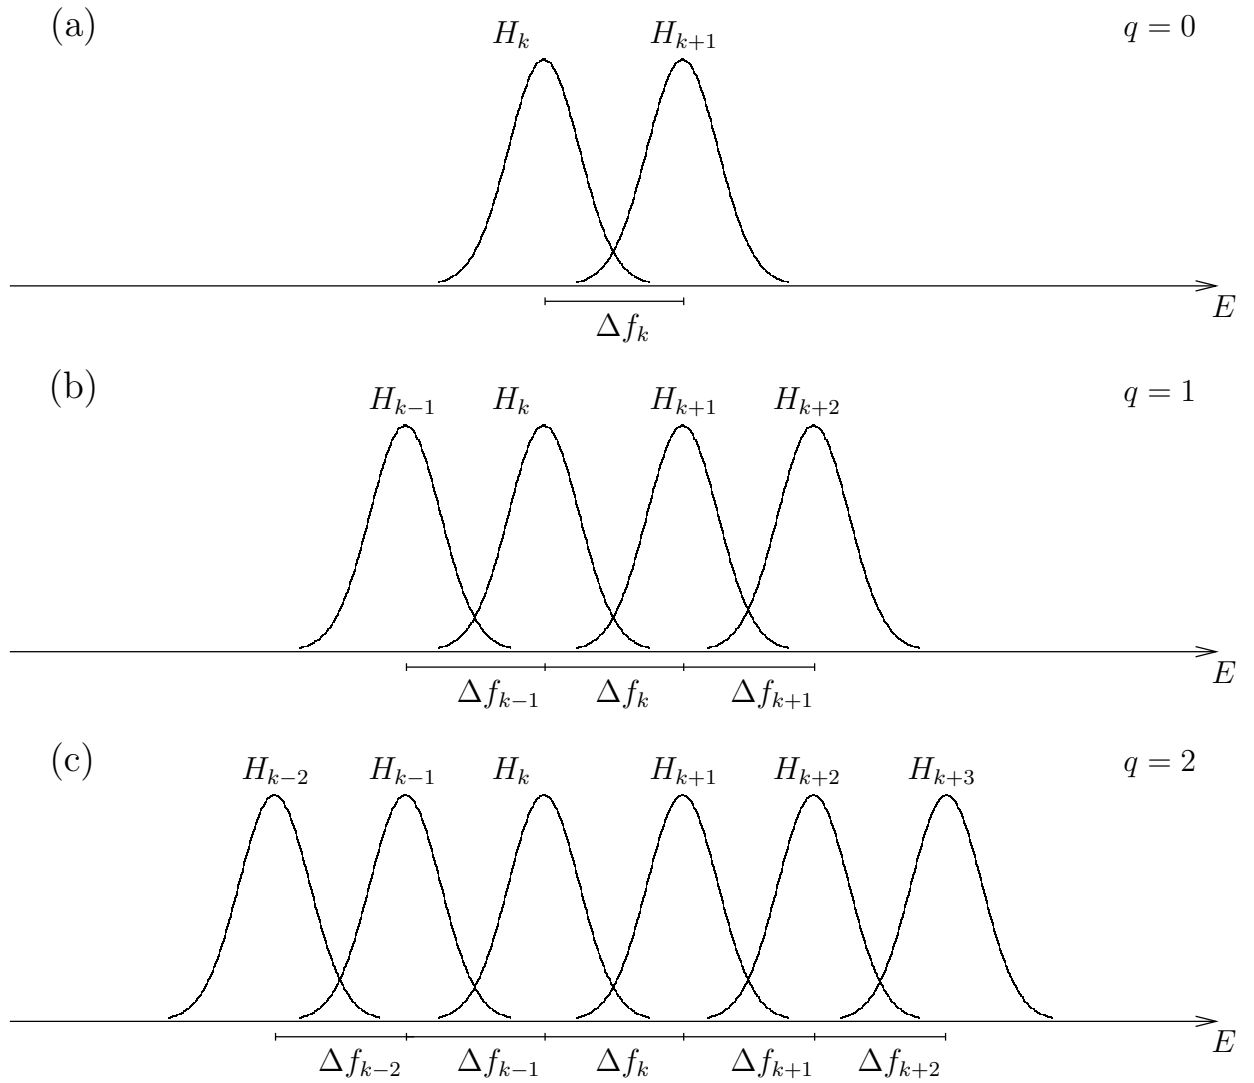 (a) H_k H_{k+1} q = 0
E
Δf_k
(b) H_{k−1} H_k H_{k+1} H_{k+2} q = 1
E
Δf_{k−1} Δf_k Δf_{k+1}
(c) H_{k−2} H_{k−1} H_k H_{k+1} H_{k+2} H_{k+3} q = 2
E
Δf_{k−2} Δf_{k−1} Δf_k Δf_{k+1} Δf_{k+2}